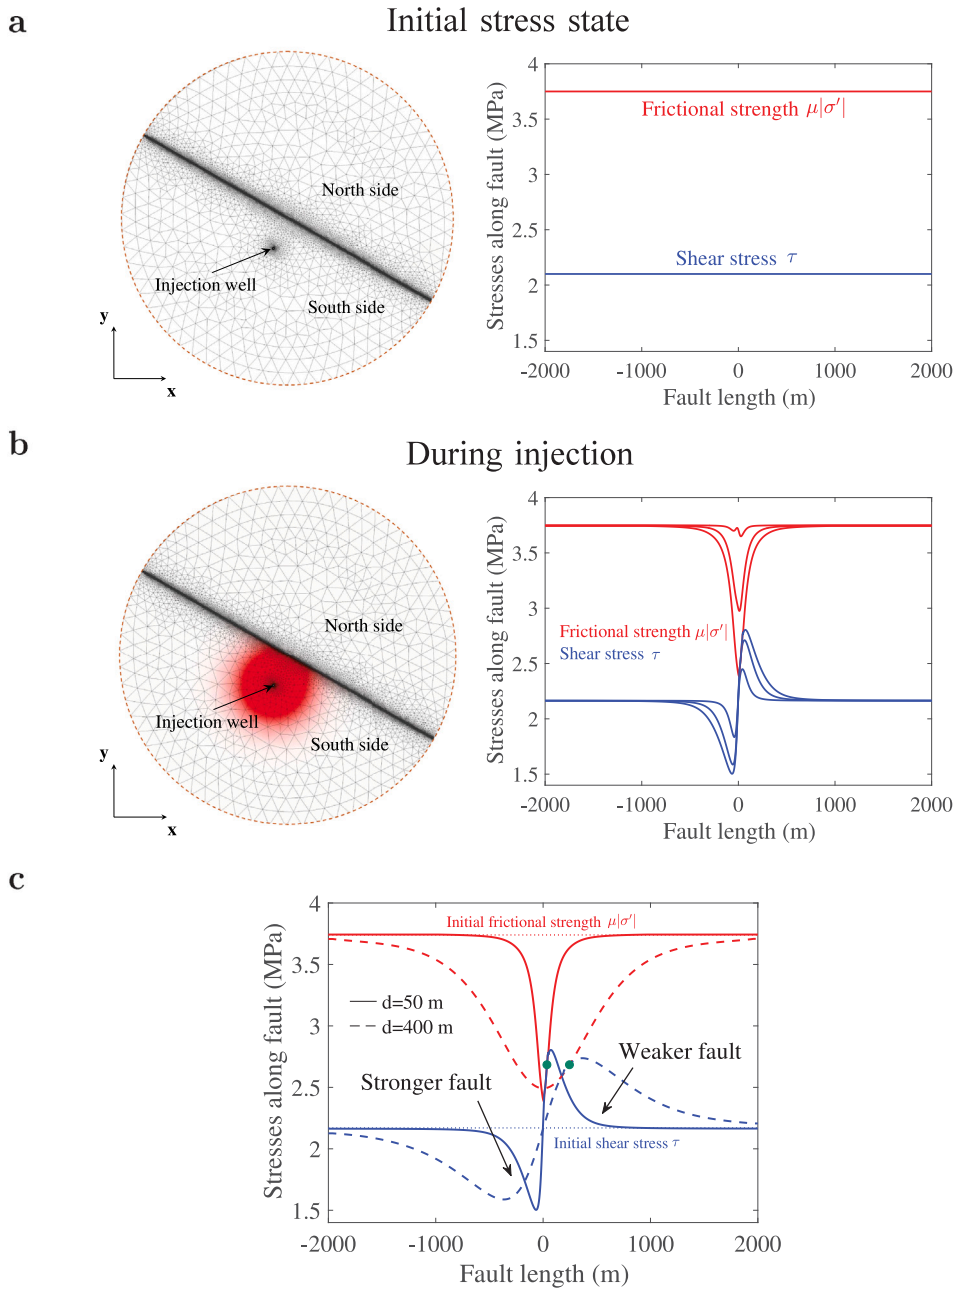 a
Initial stress state
North side
Injection well
South side
y
x
Stresses along fault (MPa)
4
3.5
3
2.5
2
1.5
Frictional strength μ|σ′|
Shear stress τ
-2000
-1000
0
1000
2000
Fault length (m)
b
During injection
North side
Injection well
South side
y
x
Stresses along fault (MPa)
4
3.5
3
2.5
2
1.5
Frictional strength μ|σ′|
Shear stress τ
-2000
-1000
0
1000
2000
Fault length (m)
c
Stresses along fault (MPa)
4
3.5
3
2.5
2
1.5
Initial frictional strength μ|σ′|
d=50 m
d=400 m
Weaker fault
Stronger fault
Initial shear stress τ
-2000
-1000
0
1000
2000
Fault length (m)